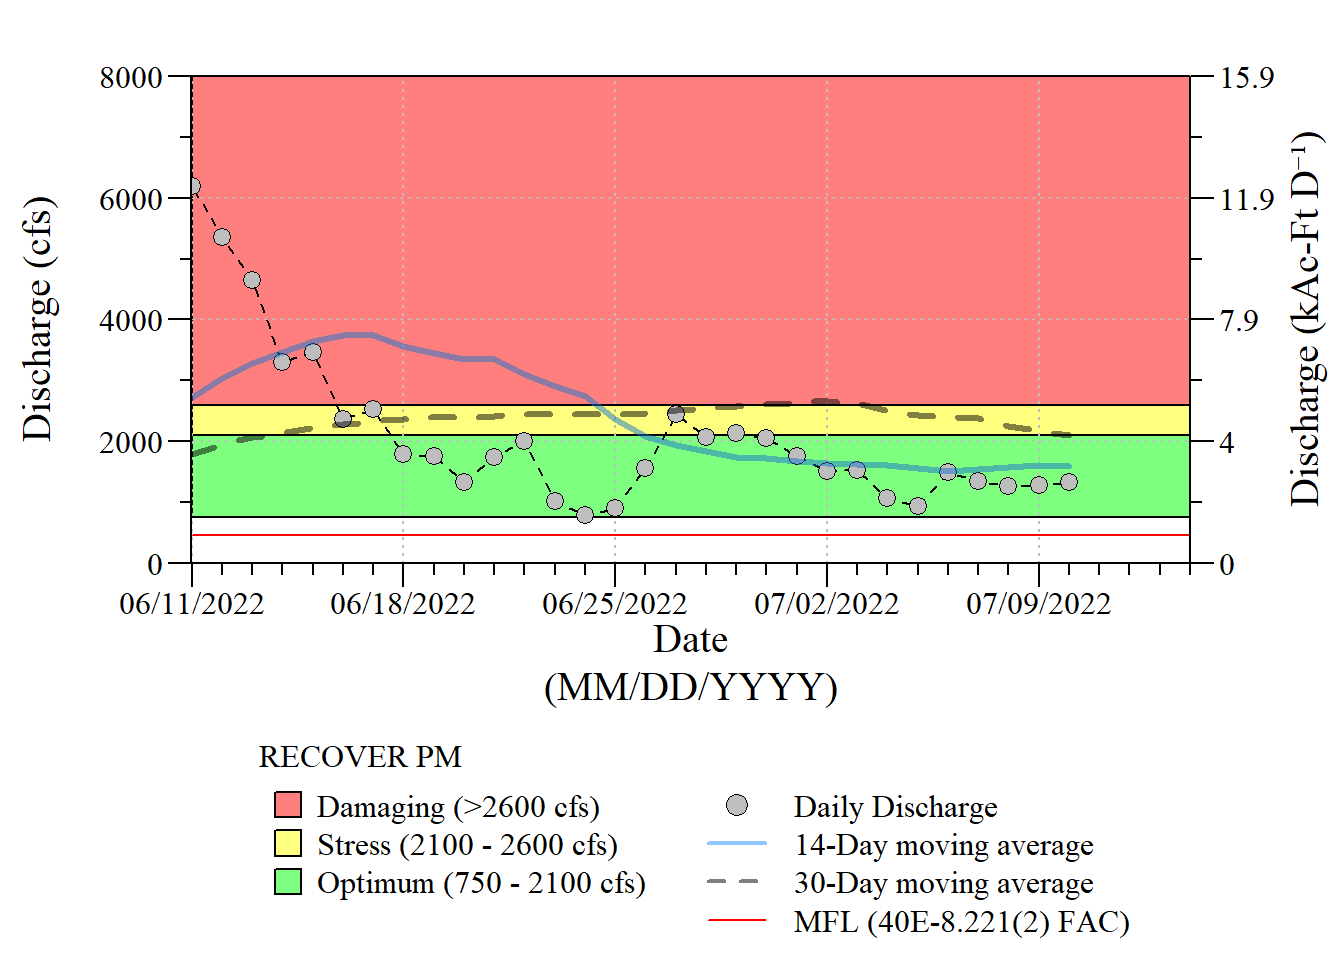 8000
6000
4000
2000
0
Discharge (cfs)
15.9
11.9
7.9
4
0
Discharge (kAc-Ft D⁻¹)
06/11/2022 06/18/2022 06/25/2022 07/02/2022 07/09/2022
Date
(MM/DD/YYYY)
RECOVER PM
Damaging (>2600 cfs)
Stress (2100 - 2600 cfs)
Optimum (750 - 2100 cfs)
Daily Discharge
14-Day moving average
30-Day moving average
MFL (40E-8.221(2) FAC)